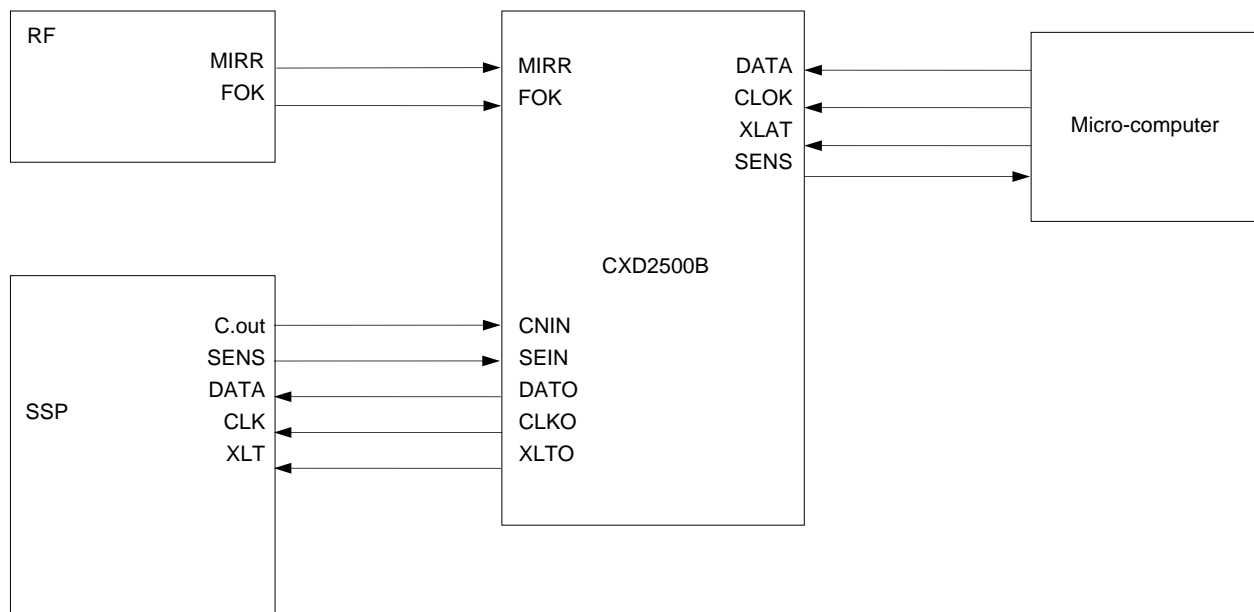 RF
MIRR
FOK
MIRR
FOK
DATA
CLOK
XLAT
SENS
Micro-computer
CXD2500B
SSP
C.out
SENS
DATA
CLK
XLT
CNIN
SEIN
DATO
CLKO
XLTO